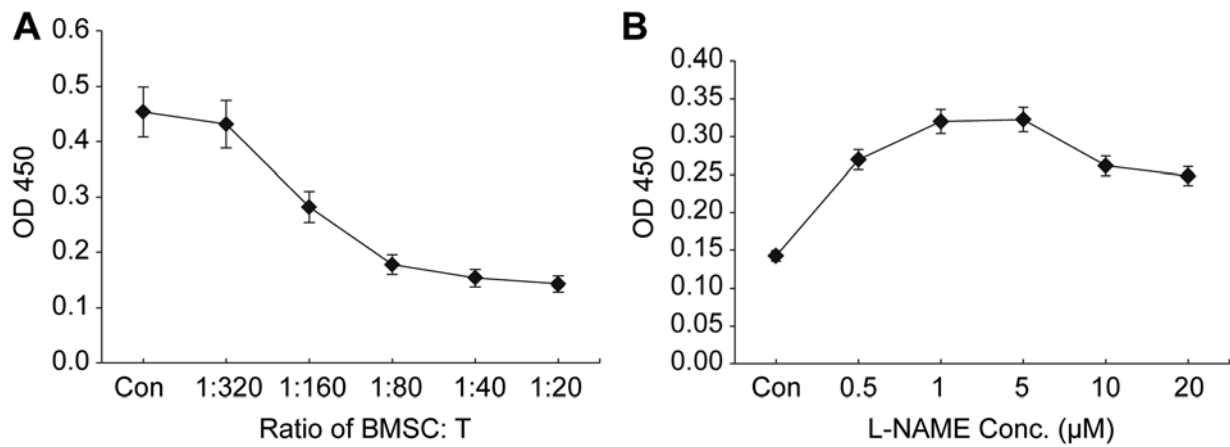 A
0.6
0.5
0.4
0.3
0.2
0.1
0.0
OD 450
Con 1:320 1:160 1:80 1:40 1:20
Ratio of BMSC: T
B
0.40
0.35
0.30
0.25
0.20
0.15
0.10
0.05
0.00
OD 450
Con 0.5 1 5 10 20
L-NAME Conc. (µM)